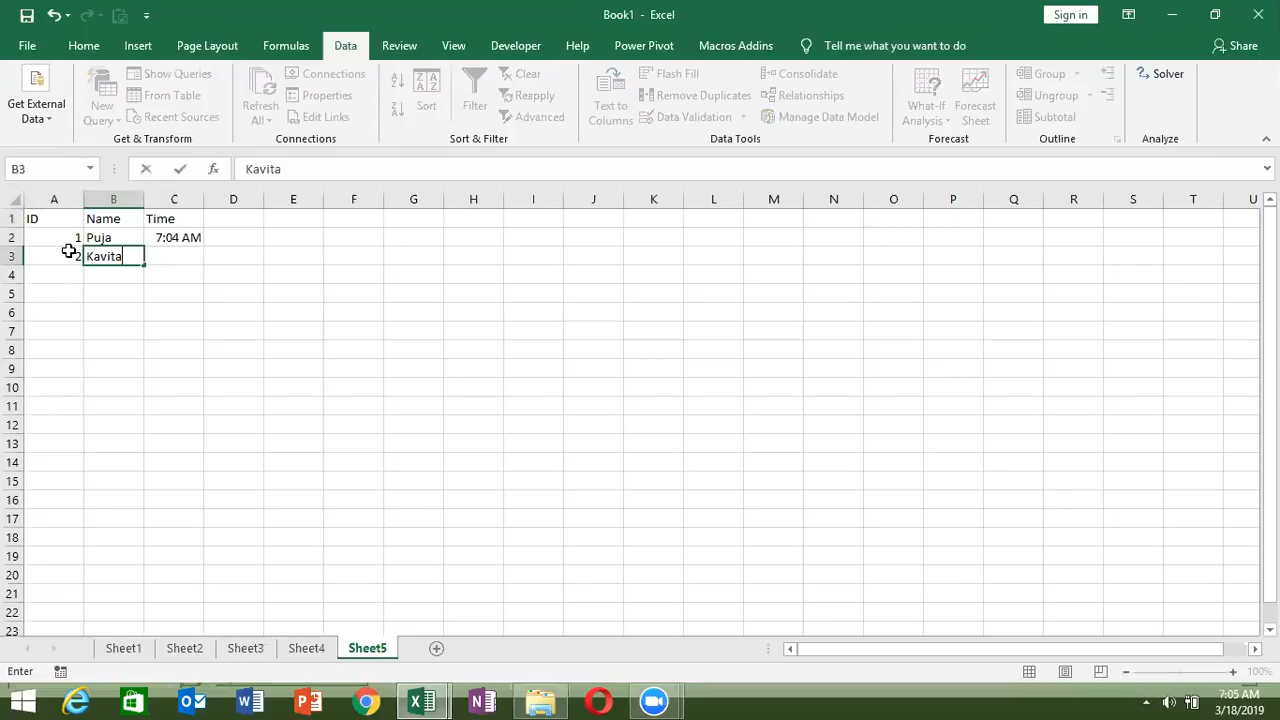 Book1 - Excel
Sign in
File Home Insert Page Layout Formulas Data Review View Developer Help Power Pivot Macros Addins Tell me what you want to do Share
Get External Data
New Query
Show Queries
From Table
Recent Sources
Get & Transform
Refresh All
Connections
Properties
Edit Links
Connections
Sort
Filter
Clear
Reapply
Advanced
Sort & Filter
Text to Columns
Flash Fill
Remove Duplicates
Data Validation
Consolidate
Relationships
Manage Data Model
Data Tools
What-If Analysis
Forecast Sheet
Forecast
Group
Ungroup
Subtotal
Outline
Solver
Analyze
B3 fx Kavita
A B C D E F G H I J K L M N O P Q R S T U
1 ID Name Time
2 1 Puja 7:04 AM
3 2 Kavita
4
5
6
7
8
9
10
11
12
13
14
15
16
17
18
19
20
21
22
23
Sheet1 Sheet2 Sheet3 Sheet4 Sheet5
Enter 100%
7:05 AM
3/18/2019